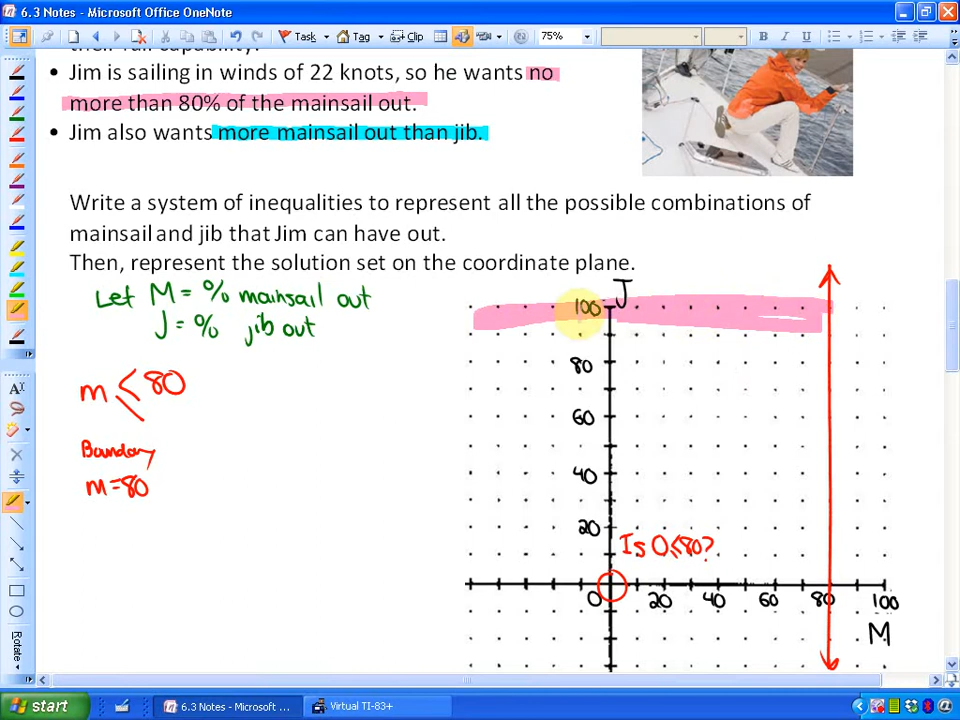 6.3 Notes - Microsoft Office OneNote
Task Tag Clip 75% B I U
their full capability.
• Jim is sailing in winds of 22 knots, so he wants no
more than 80% of the mainsail out.
• Jim also wants more mainsail out than jib.
Write a system of inequalities to represent all the possible combinations of
mainsail and jib that Jim can have out.
Then, represent the solution set on the coordinate plane.
Let M = % mainsail out
J = % jib out
m ≤ 80
Boundary
m = 80
J
100
80
60
40
20
Is 0≤80?
0 20 40 60 80 100
M
Rotate
start 6.3 Notes - Microsoft ... Virtual TI-83+